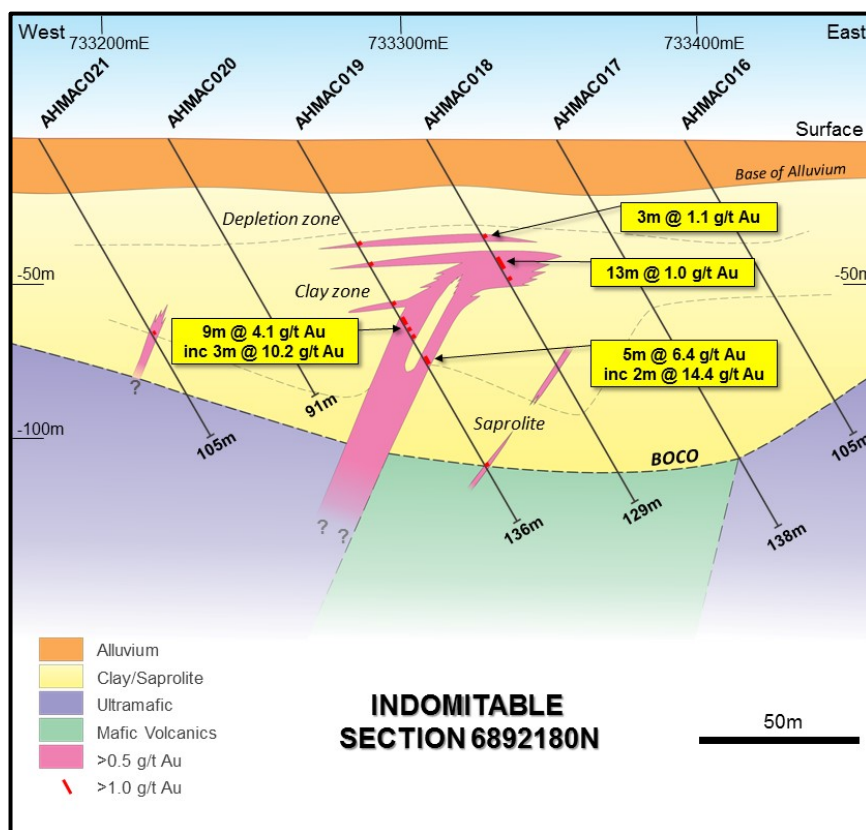 West
East
733200mE
733300mE
733400mE
AHMAC021
AHMAC020
AHMAC019
AHMAC018
AHMAC017
AHMAC016
Surface
Base of Alluvium
Depletion zone
3m @ 1.1 g/t Au
-50m
-50m
13m @ 1.0 g/t Au
Clay zone
9m @ 4.1 g/t Au
inc 3m @ 10.2 g/t Au
5m @ 6.4 g/t Au
inc 2m @ 14.4 g/t Au
?
91m
-100m
105m
Saprolite
BOCO
105m
? ?
136m
129m
138m
Alluvium
Clay/Saprolite
Ultramafic
Mafic Volcanics
>0.5 g/t Au
>1.0 g/t Au
INDOMITABLE
SECTION 6892180N
50m